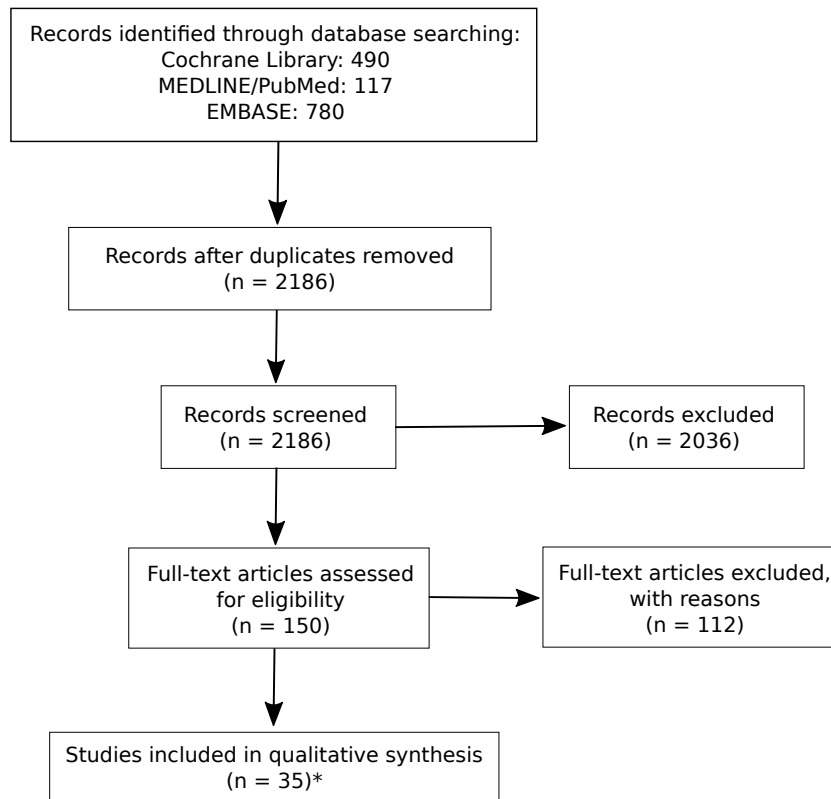 Records identified through database searching:
Cochrane Library: 490
MEDLINE/PubMed: 117
EMBASE: 780
Records after duplicates removed
(n = 2186)
Records screened
(n = 2186)
Records excluded
(n = 2036)
Full-text articles assessed
for eligibility
(n = 150)
Full-text articles excluded,
with reasons
(n = 112)
Studies included in qualitative synthesis
(n = 35)*